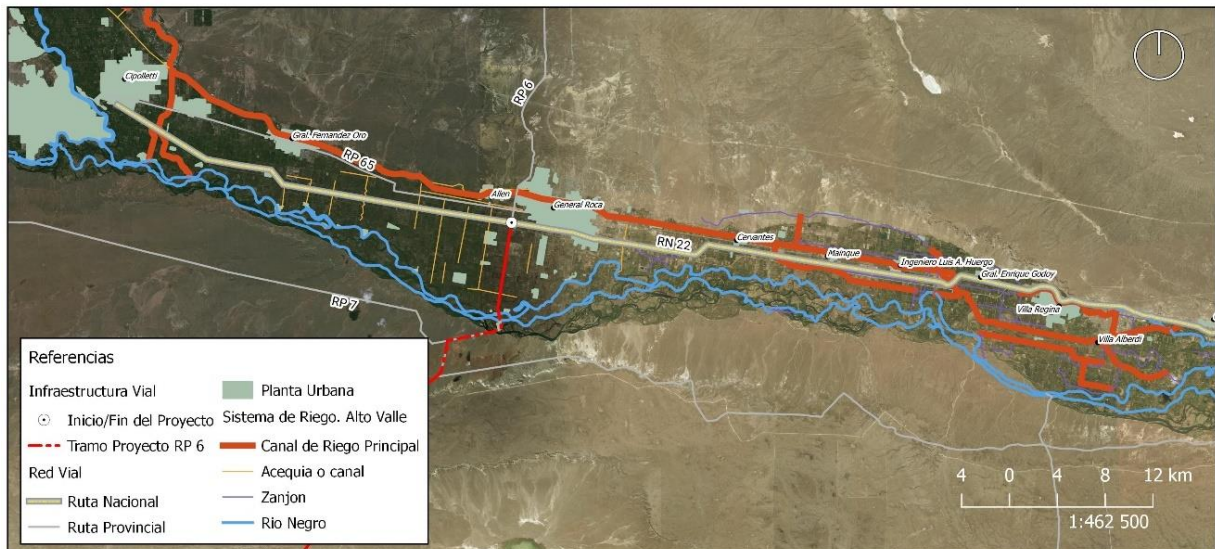 Cipolletti
Gral. Fernandez Oro
RP 65
RP 6
Allen
General Roca
RN 22
Cervantes
Mainque
Ingeniero Luis A. Huergo
Gral. Enrique Godoy
Villa Regina
Villa Alberdi
RP 7
Referencias
Infraestructura Vial
Inicio/Fin del Proyecto
Tramo Proyecto RP 6
Red Vial
Ruta Nacional
Ruta Provincial
Planta Urbana
Sistema de Riego. Alto Valle
Canal de Riego Principal
Acequia o canal
Zanjon
Rio Negro
4 0 4 8 12 km
1:462 500